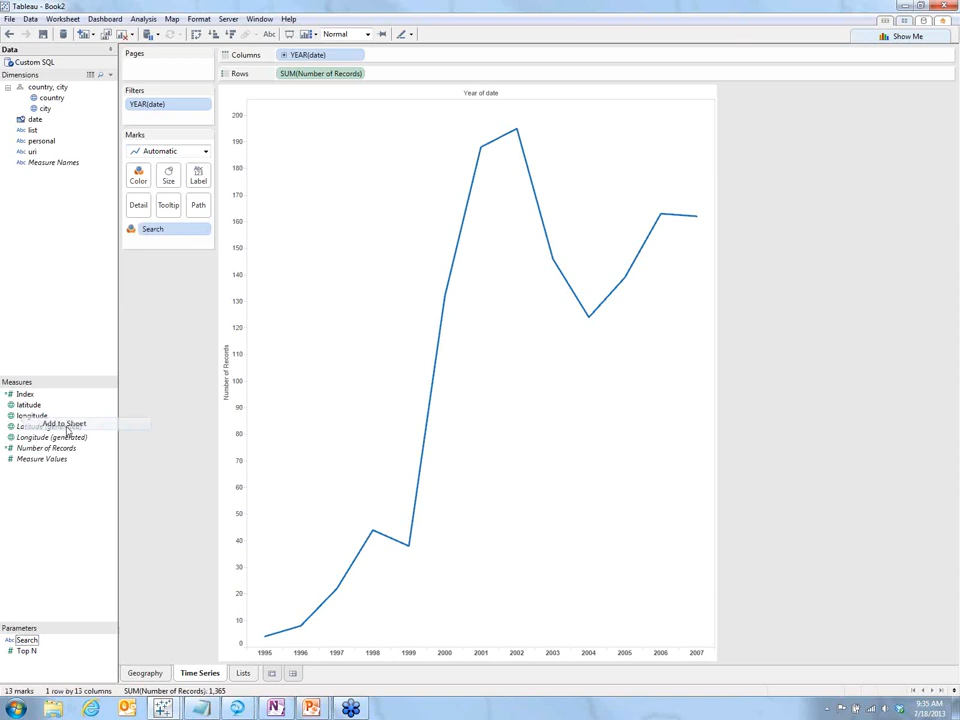 Tableau - Book2
File Data Worksheet Dashboard Analysis Map Format Server Window Help
Abc Normal
Show Me
Data
Custom SQL
Dimensions
country, city
country
city
date
Abc list
Abc personal
Abc uri
Abc Measure Names
Measures
# Index
latitude
longitude
Add to Sheet
Longitude (generated)
# Number of Records
# Measure Values
Parameters
Abc Search
# Top N
Pages
Filters
YEAR(date)
Marks
Automatic
Color Size Label
Detail Tooltip Path
Search
Columns YEAR(date)
Rows SUM(Number of Records)
Year of date
Number of Records
200
190
180
170
160
150
140
130
120
110
100
90
80
70
60
50
40
30
20
10
0
1995 1996 1997 1998 1999 2000 2001 2002 2003 2004 2005 2006 2007
Geography Time Series Lists
13 marks 1 row by 13 columns SUM(Number of Records): 1,365
9:35 AM
7/18/2013